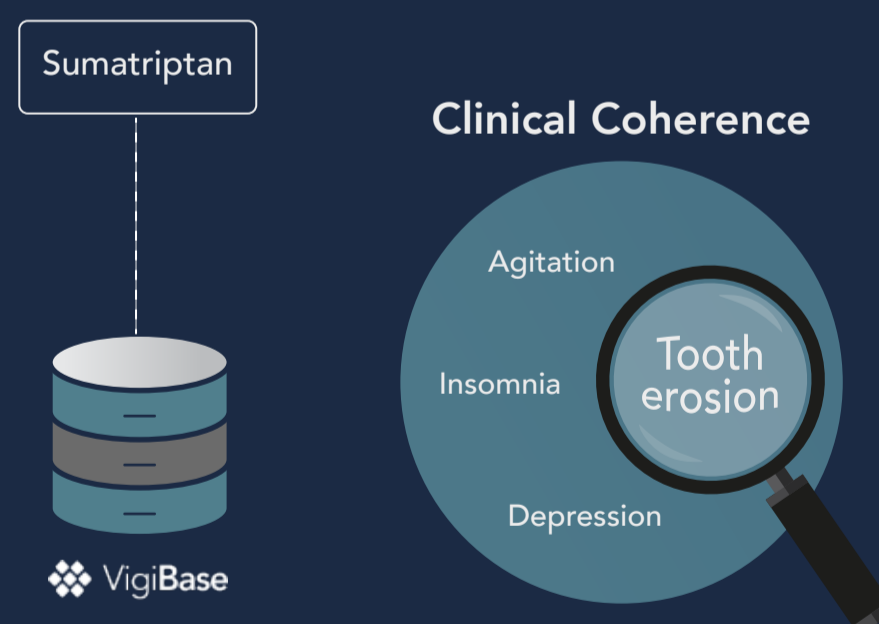 Sumatriptan
Clinical Coherence
Agitation
Insomnia
Tooth
erosion
Depression
VigiBase